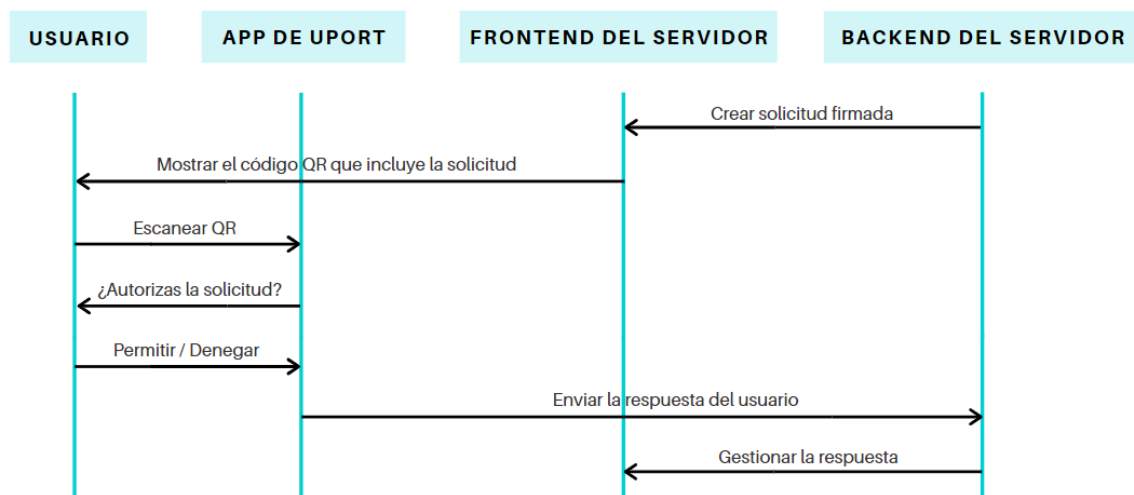 USUARIO
APP DE UPORT
FRONTEND DEL SERVIDOR
BACKEND DEL SERVIDOR
Crear solicitud firmada
Mostrar el código QR que incluye la solicitud
Escanear QR
¿Autorizas la solicitud?
Permitir / Denegar
Enviar la respuesta del usuario
Gestionar la respuesta